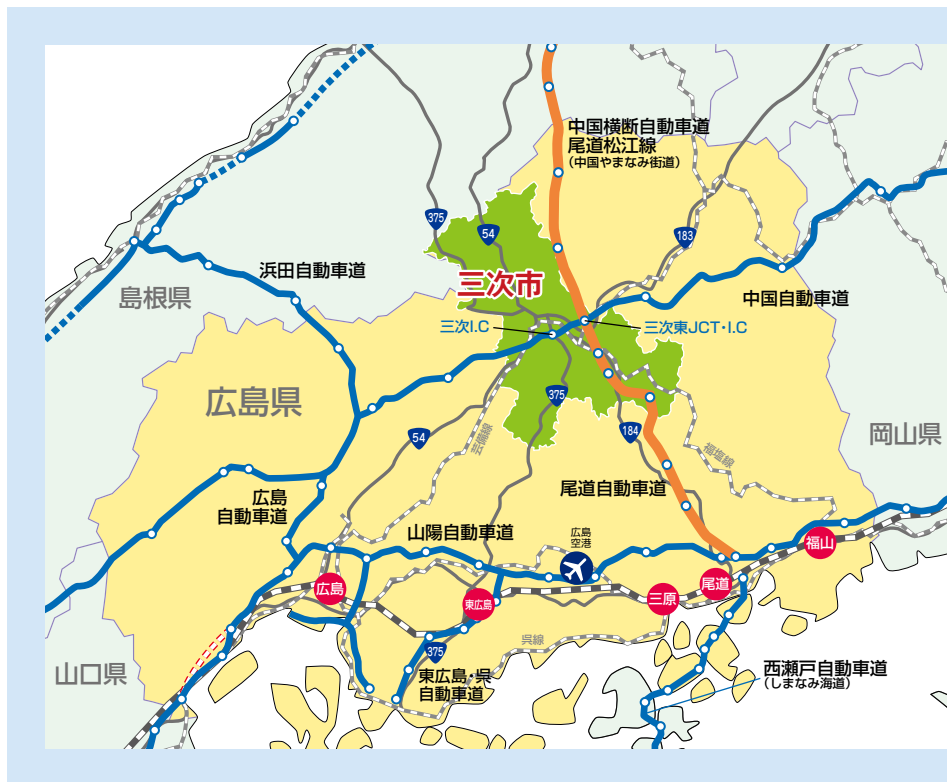 中国横断自動車道
尾道松江線
(中国やまなみ街道)
375
54
183
浜田自動車道
三次市
島根県
中国自動車道
三次I.C
三次東JCT・I.C
広島県
375
54
184
芸備線
福塩線
岡山県
尾道自動車道
広島
自動車道
山陽自動車道
広島
空港
福山
広島
東広島
三原
尾道
呉線
375
山口県
東広島・呉
自動車道
西瀬戸自動車道
(しまなみ海道)